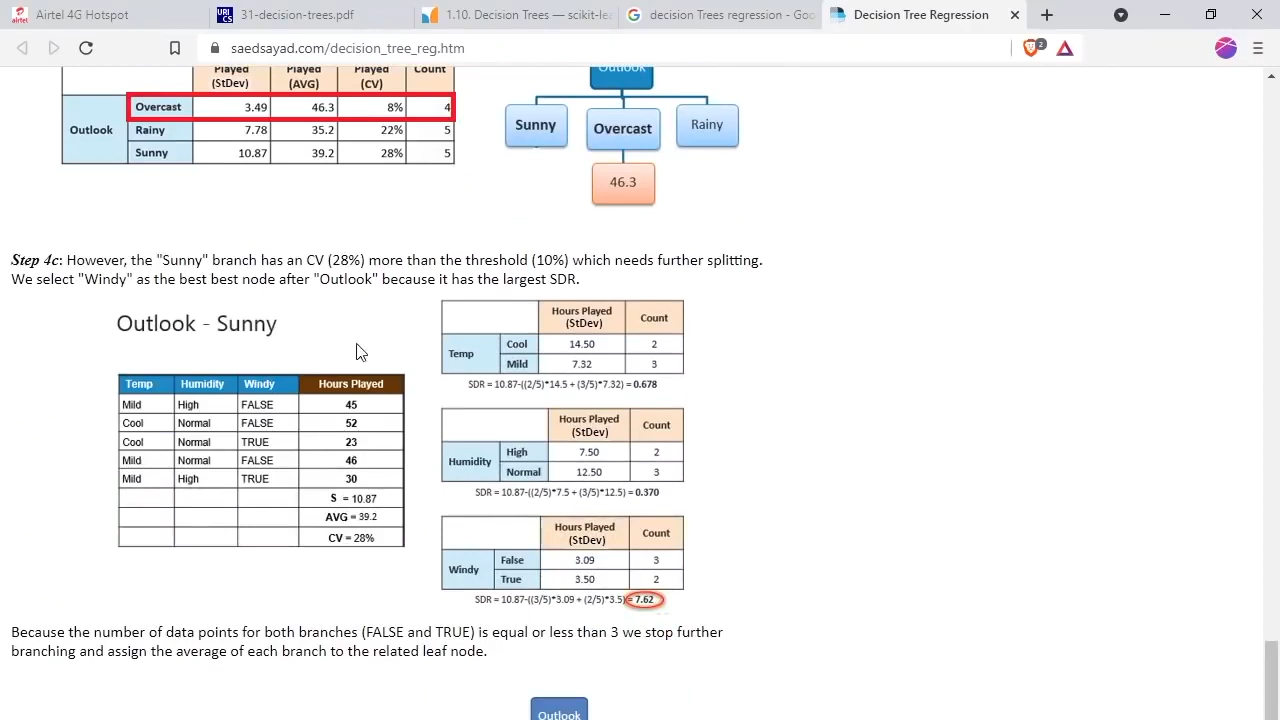 airtel
Airtel 4G Hotspot
URI
CS
31-decision-trees.pdf
1.10. Decision Trees — scikit-le
G
decision Trees regression - Goo
Decision Tree Regression
saedsayad.com/decision_tree_reg.htm
2
Played Played Played Count
(StDev) (AVG) (CV)
Outlook
Overcast 3.49 46.3 8% 4
Rainy 7.78 35.2 22% 5
Sunny 10.87 39.2 28% 5
Outlook
Sunny
Overcast
Rainy
46.3
Step 4c: However, the "Sunny" branch has an CV (28%) more than the threshold (10%) which needs further splitting.
We select "Windy" as the best best node after "Outlook" because it has the largest SDR.
Outlook - Sunny
Temp Humidity Windy Hours Played
Mild High FALSE 45
Cool Normal FALSE 52
Cool Normal TRUE 23
Mild Normal FALSE 46
Mild High TRUE 30
S = 10.87
AVG = 39.2
CV = 28%
Hours Played
(StDev)
Count
Temp
Cool 14.50 2
Mild 7.32 3
SDR = 10.87-((2/5)*14.5 + (3/5)*7.32) = 0.678
Hours Played
(StDev)
Count
Humidity
High 7.50 2
Normal 12.50 3
SDR = 10.87-((2/5)*7.5 + (3/5)*12.5) = 0.370
Hours Played
(StDev)
Count
Windy
False 3.09 3
True 3.50 2
SDR = 10.87-((3/5)*3.09 + (2/5)*3.5)= 7.62
Because the number of data points for both branches (FALSE and TRUE) is equal or less than 3 we stop further
branching and assign the average of each branch to the related leaf node.
Outlook